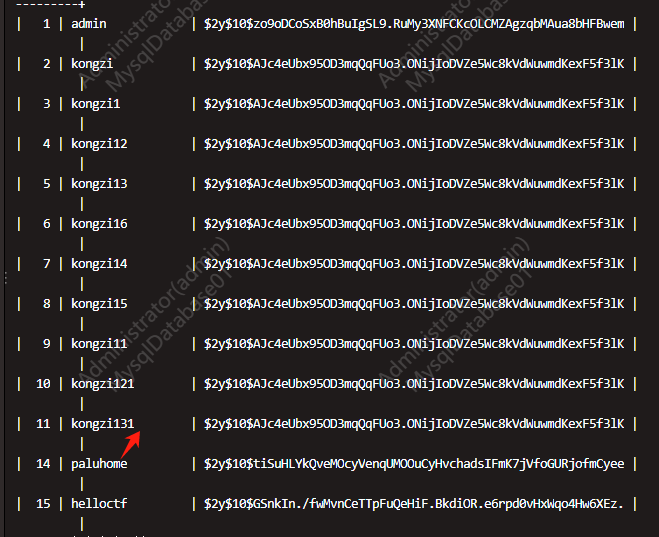 ---------+
| 1 | admin | $2y$10$zo9oDCoSxB0hBuIgSL9.RuMy3XNFCKcOLCMZAgzqbMAua8bHFBwem |
|
| 2 | kongzi | $2y$10$AJc4eUbx95OD3mqQqFUo3.ONijIoDVZe5Wc8kVdWuwmdKexF5f3lK |
|
| 3 | kongzi1 | $2y$10$AJc4eUbx95OD3mqQqFUo3.ONijIoDVZe5Wc8kVdWuwmdKexF5f3lK |
|
| 4 | kongzi12 | $2y$10$AJc4eUbx95OD3mqQqFUo3.ONijIoDVZe5Wc8kVdWuwmdKexF5f3lK |
|
| 5 | kongzi13 | $2y$10$AJc4eUbx95OD3mqQqFUo3.ONijIoDVZe5Wc8kVdWuwmdKexF5f3lK |
|
| 6 | kongzi16 | $2y$10$AJc4eUbx95OD3mqQqFUo3.ONijIoDVZe5Wc8kVdWuwmdKexF5f3lK |
|
| 7 | kongzi14 | $2y$10$AJc4eUbx95OD3mqQqFUo3.ONijIoDVZe5Wc8kVdWuwmdKexF5f3lK |
|
| 8 | kongzi15 | $2y$10$AJc4eUbx95OD3mqQqFUo3.ONijIoDVZe5Wc8kVdWuwmdKexF5f3lK |
|
| 9 | kongzi11 | $2y$10$AJc4eUbx95OD3mqQqFUo3.ONijIoDVZe5Wc8kVdWuwmdKexF5f3lK |
|
| 10 | kongzi121 | $2y$10$AJc4eUbx95OD3mqQqFUo3.ONijIoDVZe5Wc8kVdWuwmdKexF5f3lK |
|
| 11 | kongzi131 | $2y$10$AJc4eUbx95OD3mqQqFUo3.ONijIoDVZe5Wc8kVdWuwmdKexF5f3lK |
|
| 14 | paluhome | $2y$10$tiSuHLYkQveMOcyVenqUMOOuCyHvchadsIFmK7jVfoGURjofmCyee |
|
| 15 | helloctf | $2y$10$GSnkIn./fwMvnCeTTpFuQeHiF.BkdiOR.e6rpd0vHxWqo4Hw6XEz. |
|
Administrator(admin)
MysqlDatabase01
Administrator(admin)
MysqlDatabase01
Administrator(admin)
MysqlDatabase01
Administrator(admin)
MysqlDatabase01